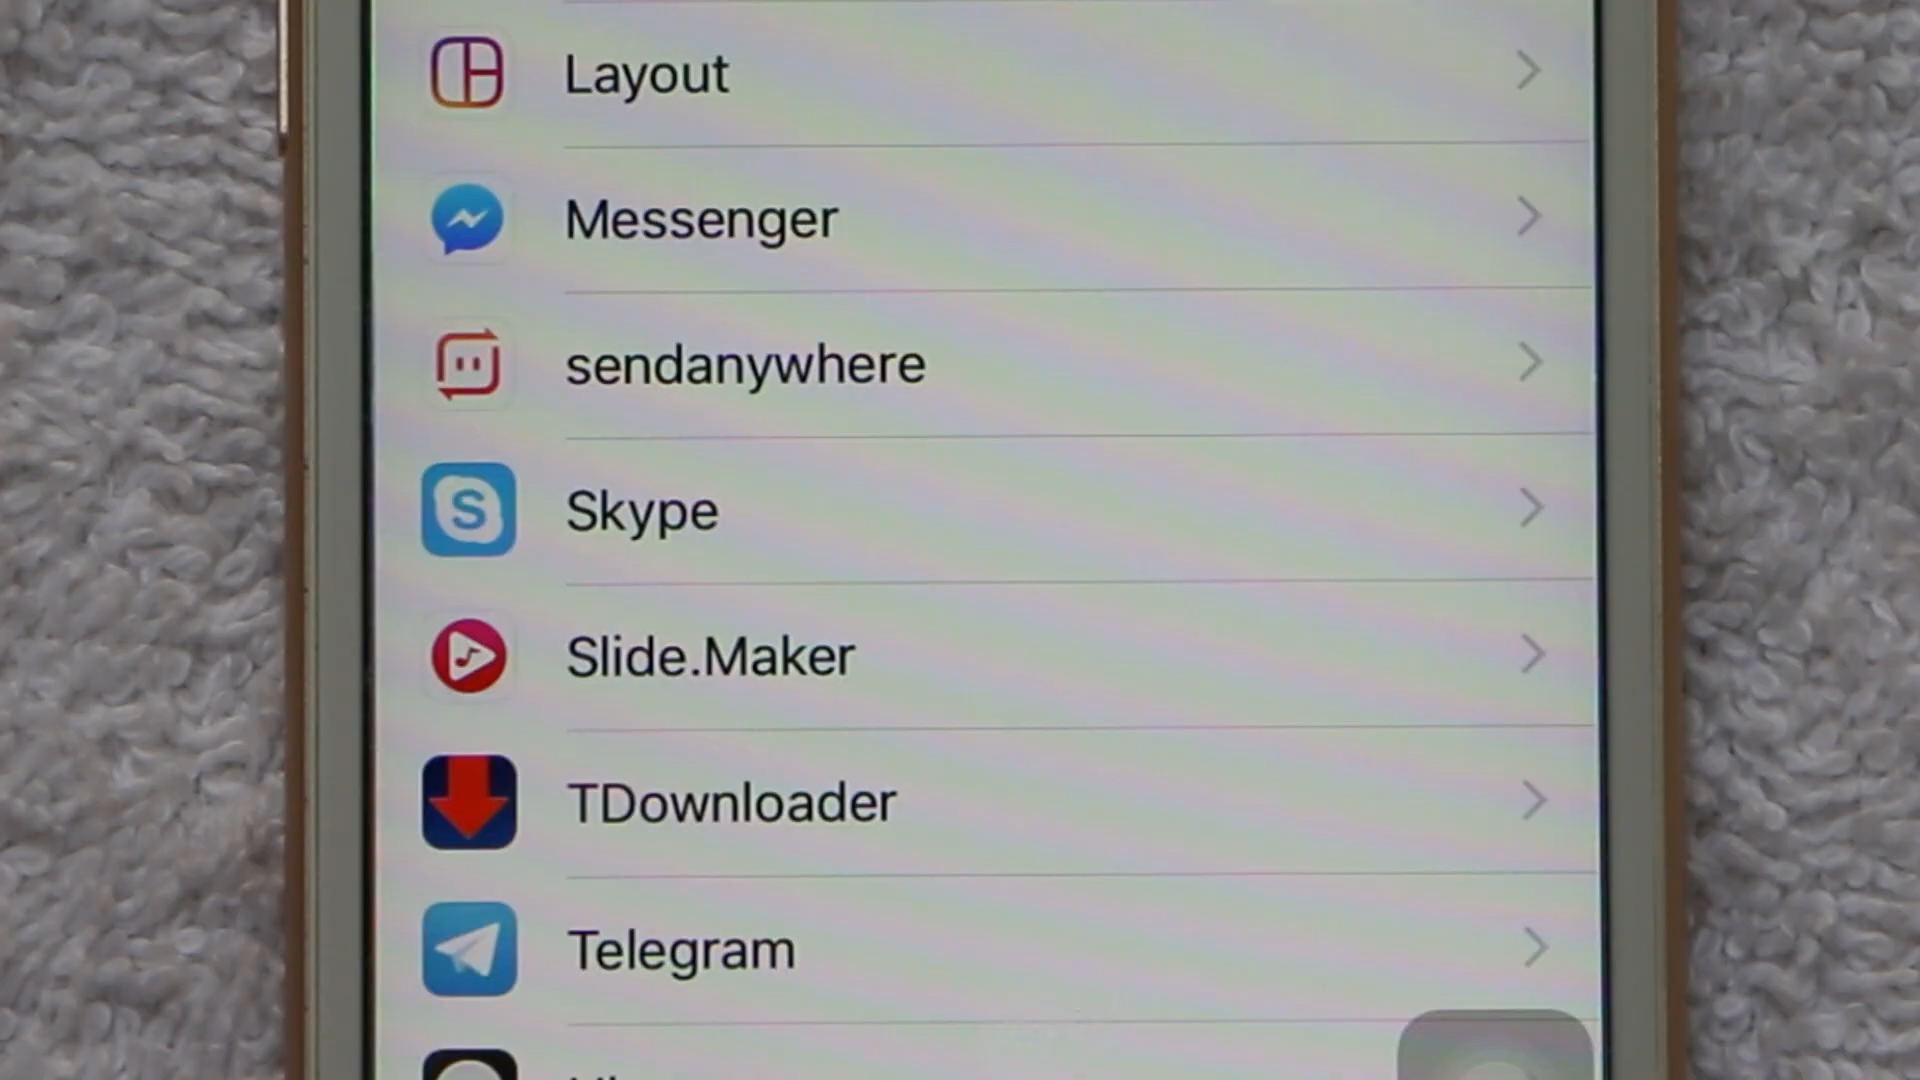 Layout
Messenger
sendanywhere
Skype
Slide.Maker
TDownloader
Telegram